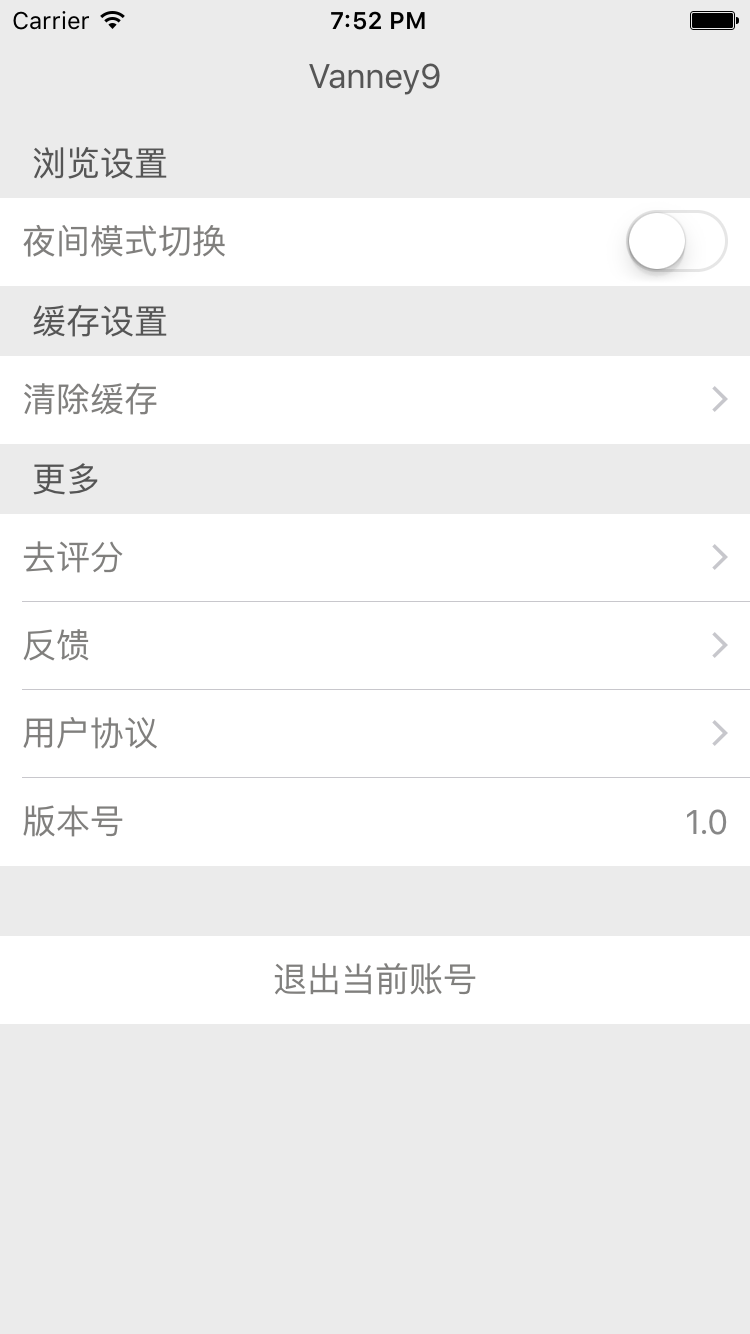 Carrier 7:52 PM
Vanney9
浏览设置
夜间模式切换
缓存设置
清除缓存
更多
去评分
反馈
用户协议
版本号 1.0
退出当前账号